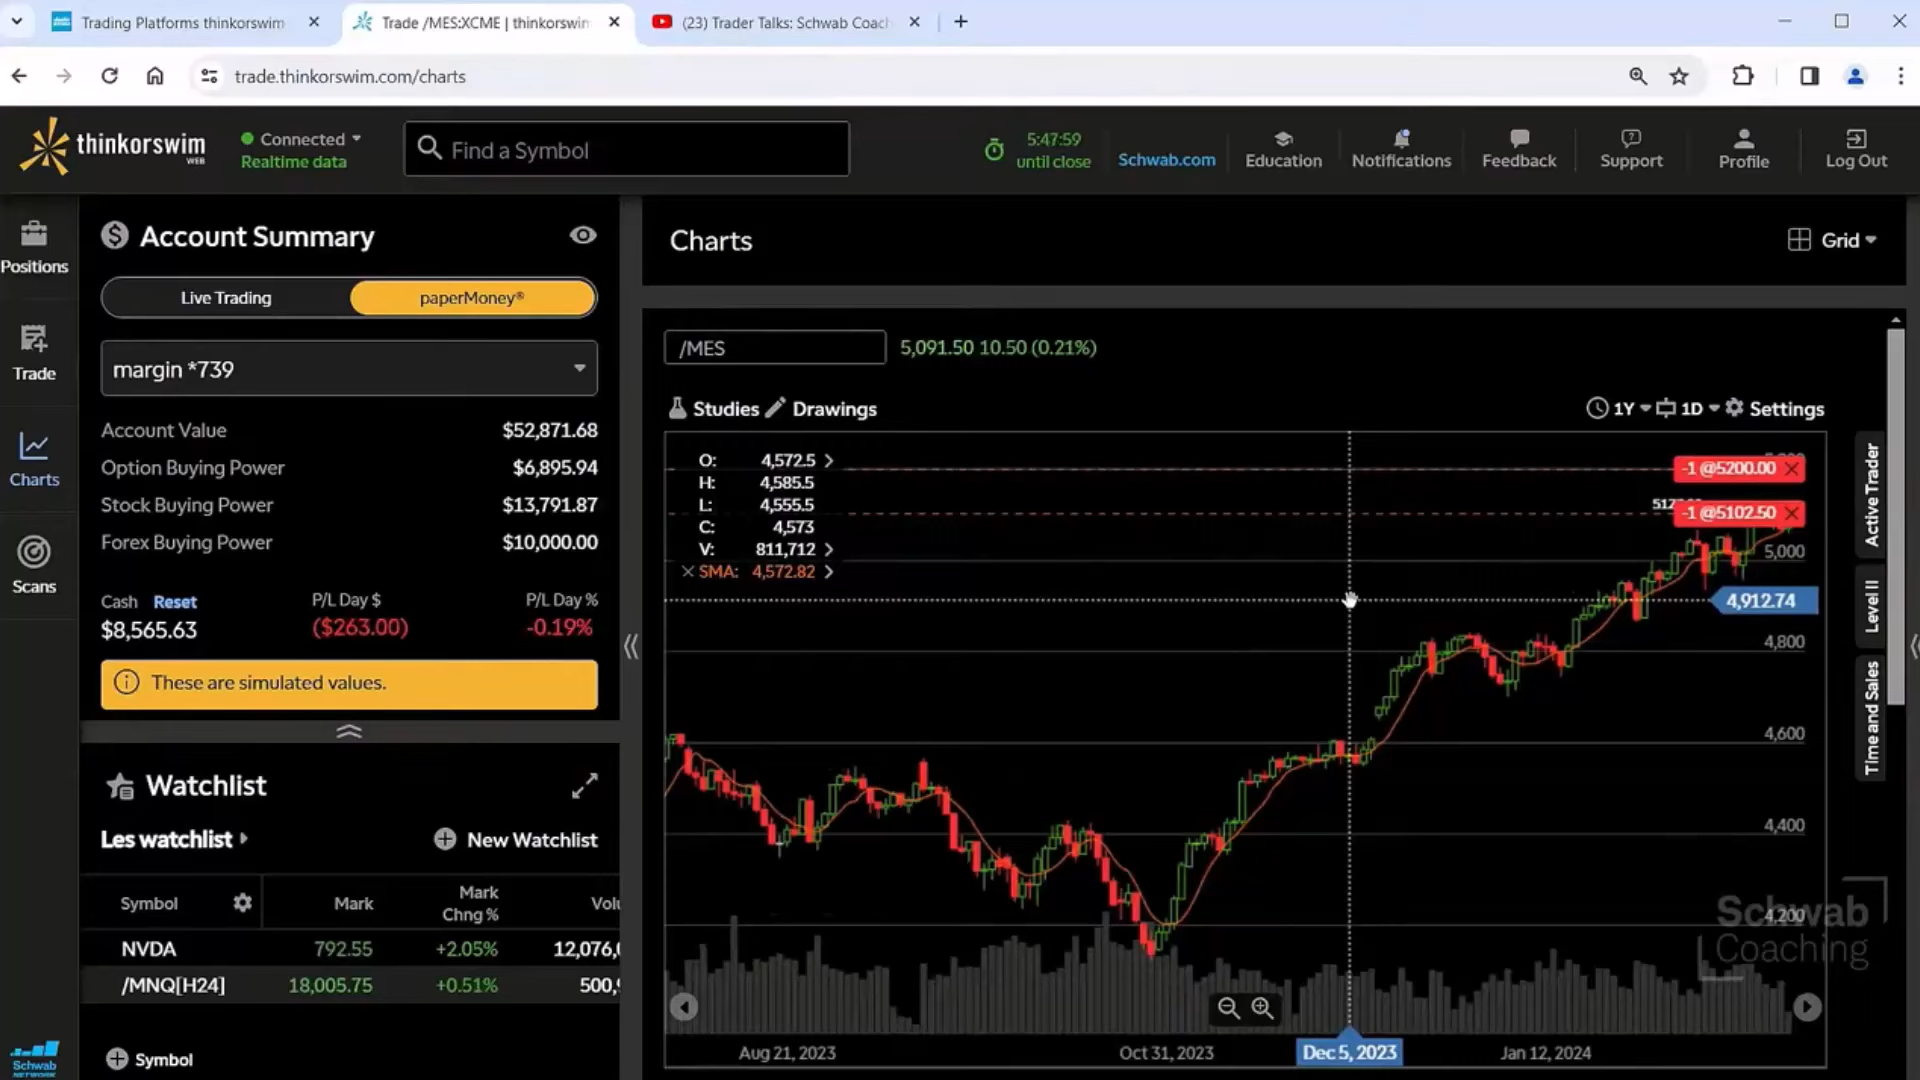 Trading Platforms thinkorswim
Trade /MES:XCME | thinkorswim
(23) Trader Talks: Schwab Coach
trade.thinkorswim.com/charts
thinkorswim
WEB
Connected
Realtime data
Find a Symbol
5:47:59
until close
Schwab.com
Education
Notifications
Feedback
Support
Profile
Log Out
Positions
Trade
Charts
Scans
Schwab
NETWORK
Account Summary
Live Trading
paperMoney®
margin *739
Account Value $52,871.68
Option Buying Power $6,895.94
Stock Buying Power $13,791.87
Forex Buying Power $10,000.00
Cash Reset P/L Day $ P/L Day %
$8,565.63 ($263.00) -0.19%
These are simulated values.
Watchlist
Les watchlist
New Watchlist
Symbol Mark Mark Chng % Volu
NVDA 792.55 +2.05% 12,076,
/MNQ[H24] 18,005.75 +0.51% 500,
Symbol
Charts
Grid
/MES 5,091.50 10.50 (0.21%)
Studies Drawings
1Y 1D Settings
O: 4,572.5
H: 4,585.5
L: 4,555.5
C: 4,573
V: 811,712
SMA: 4,572.82
-1 @5200.00
-1 @5102.50
5,000
4,912.74
4,800
4,600
4,400
4,200
Schwab
Coaching
Aug 21, 2023
Oct 31, 2023
Dec 5, 2023
Jan 12, 2024
Active Trader
Level II
Time and Sales